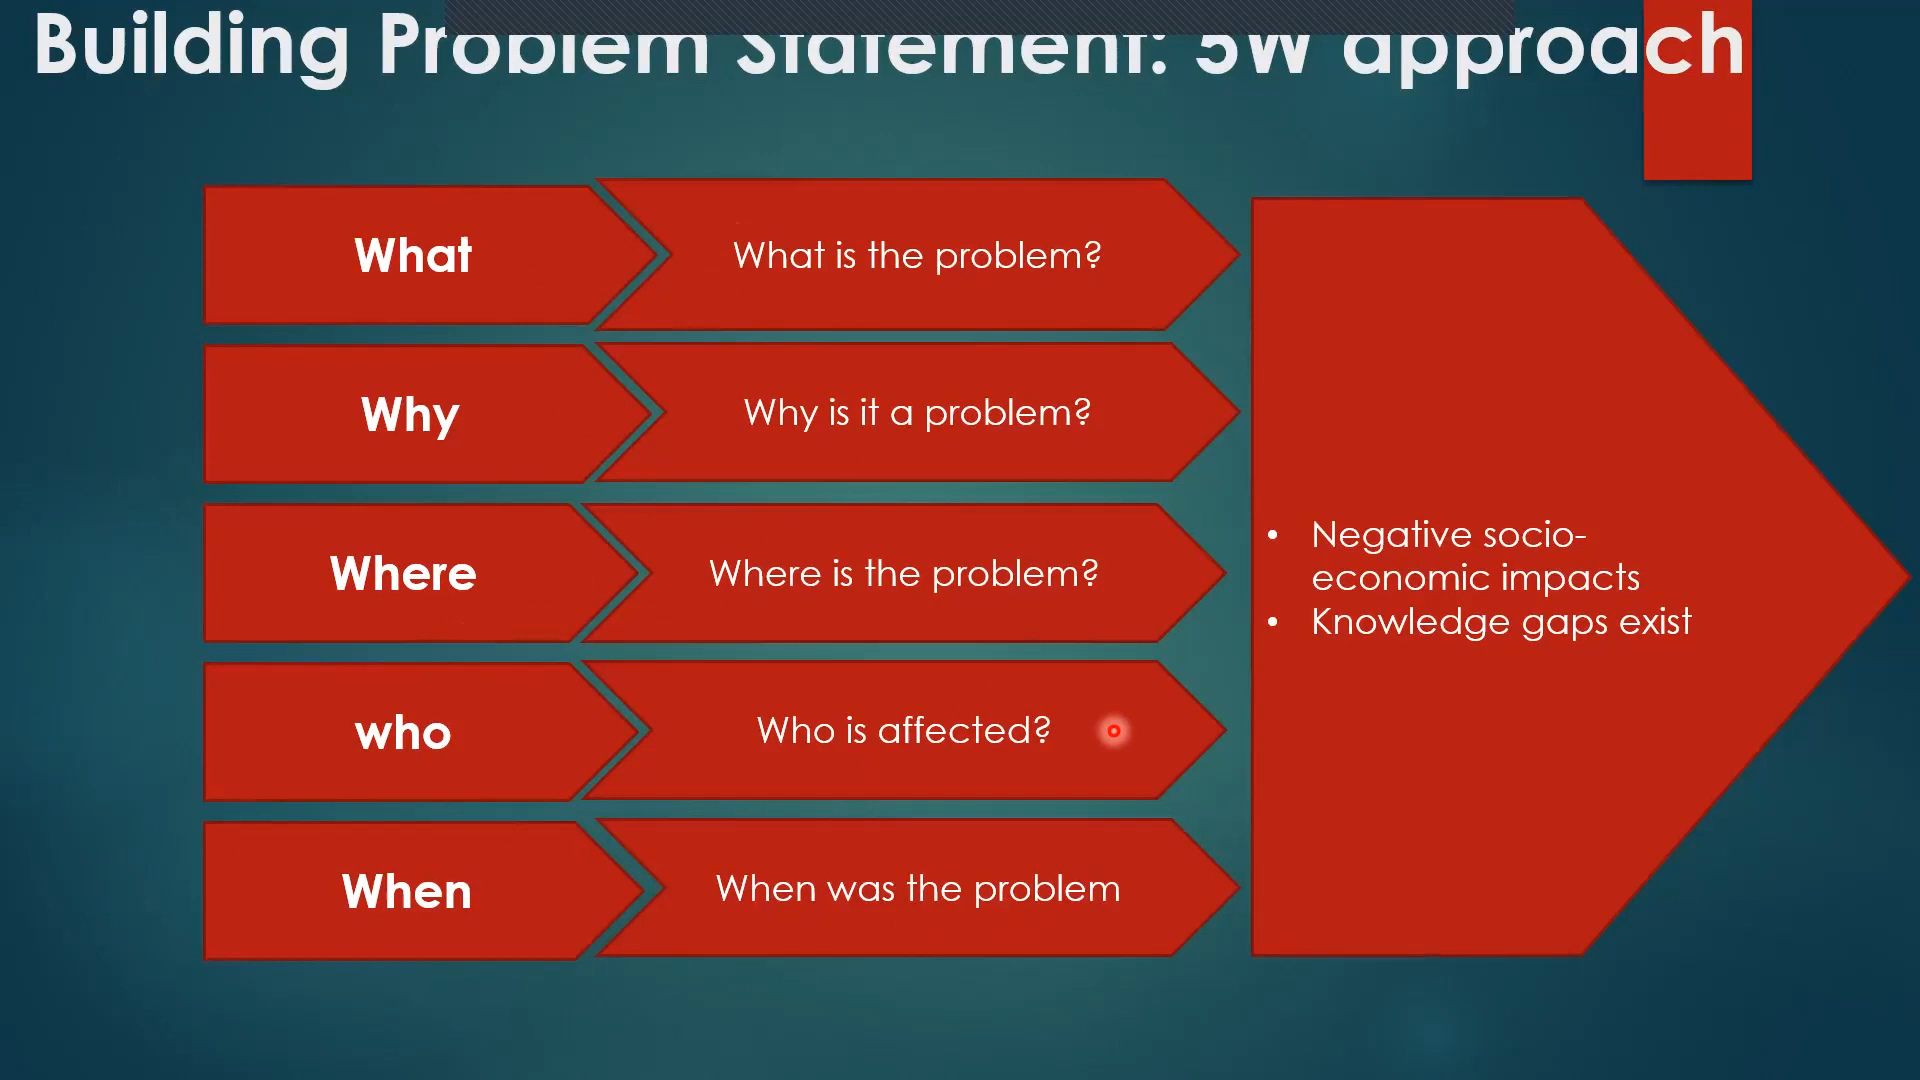 Building Problem Statement: 5W approach
What
What is the problem?
Why
Why is it a problem?
Where
Where is the problem?
who
Who is affected?
When
When was the problem
• Negative socio-
economic impacts
• Knowledge gaps exist